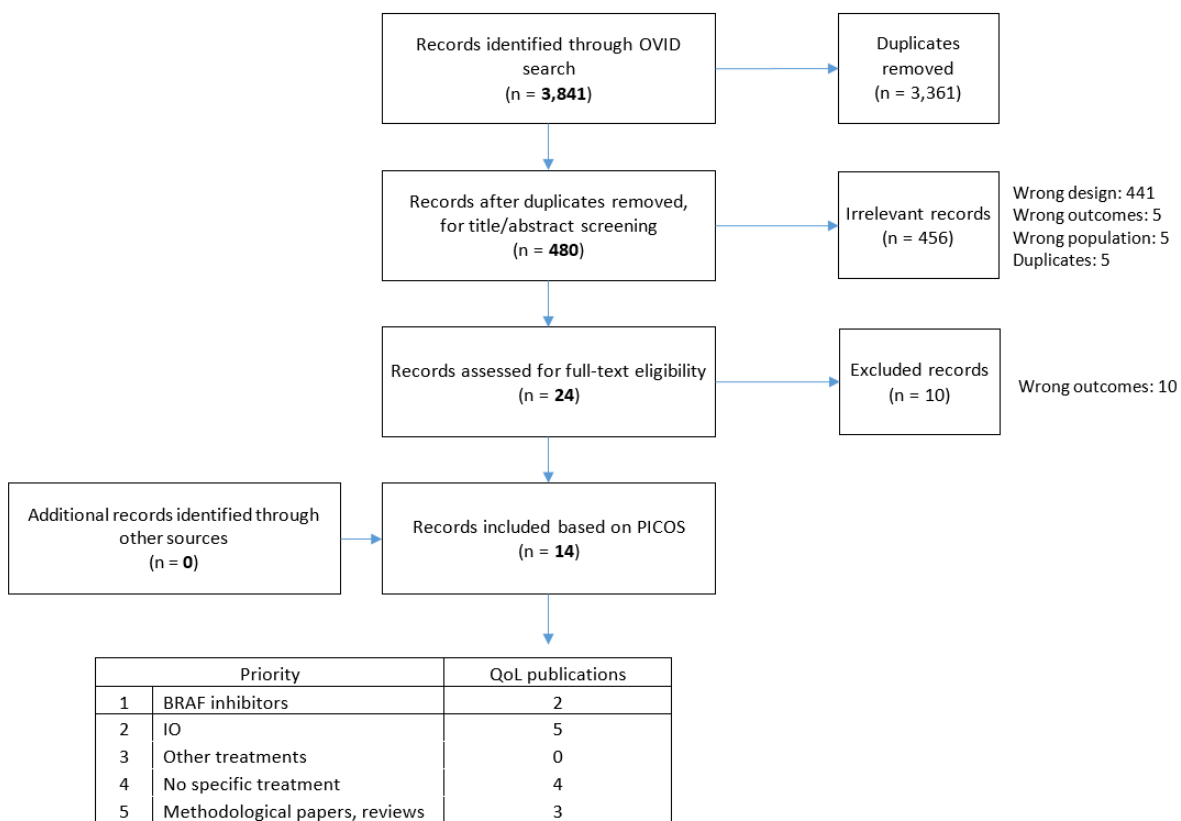 Records identified through OVID
search
(n = 3,841)
Duplicates
removed
(n = 3,361)
Records after duplicates removed,
for title/abstract screening
(n = 480)
Irrelevant records
(n = 456)
Wrong design: 441
Wrong outcomes: 5
Wrong population: 5
Duplicates: 5
Records assessed for full-text eligibility
(n = 24)
Excluded records
(n = 10)
Wrong outcomes: 10
Additional records identified through
other sources
(n = 0)
Records included based on PICOS
(n = 14)
Priority QoL publications
1 BRAF inhibitors 2
2 IO 5
3 Other treatments 0
4 No specific treatment 4
5 Methodological papers, reviews 3